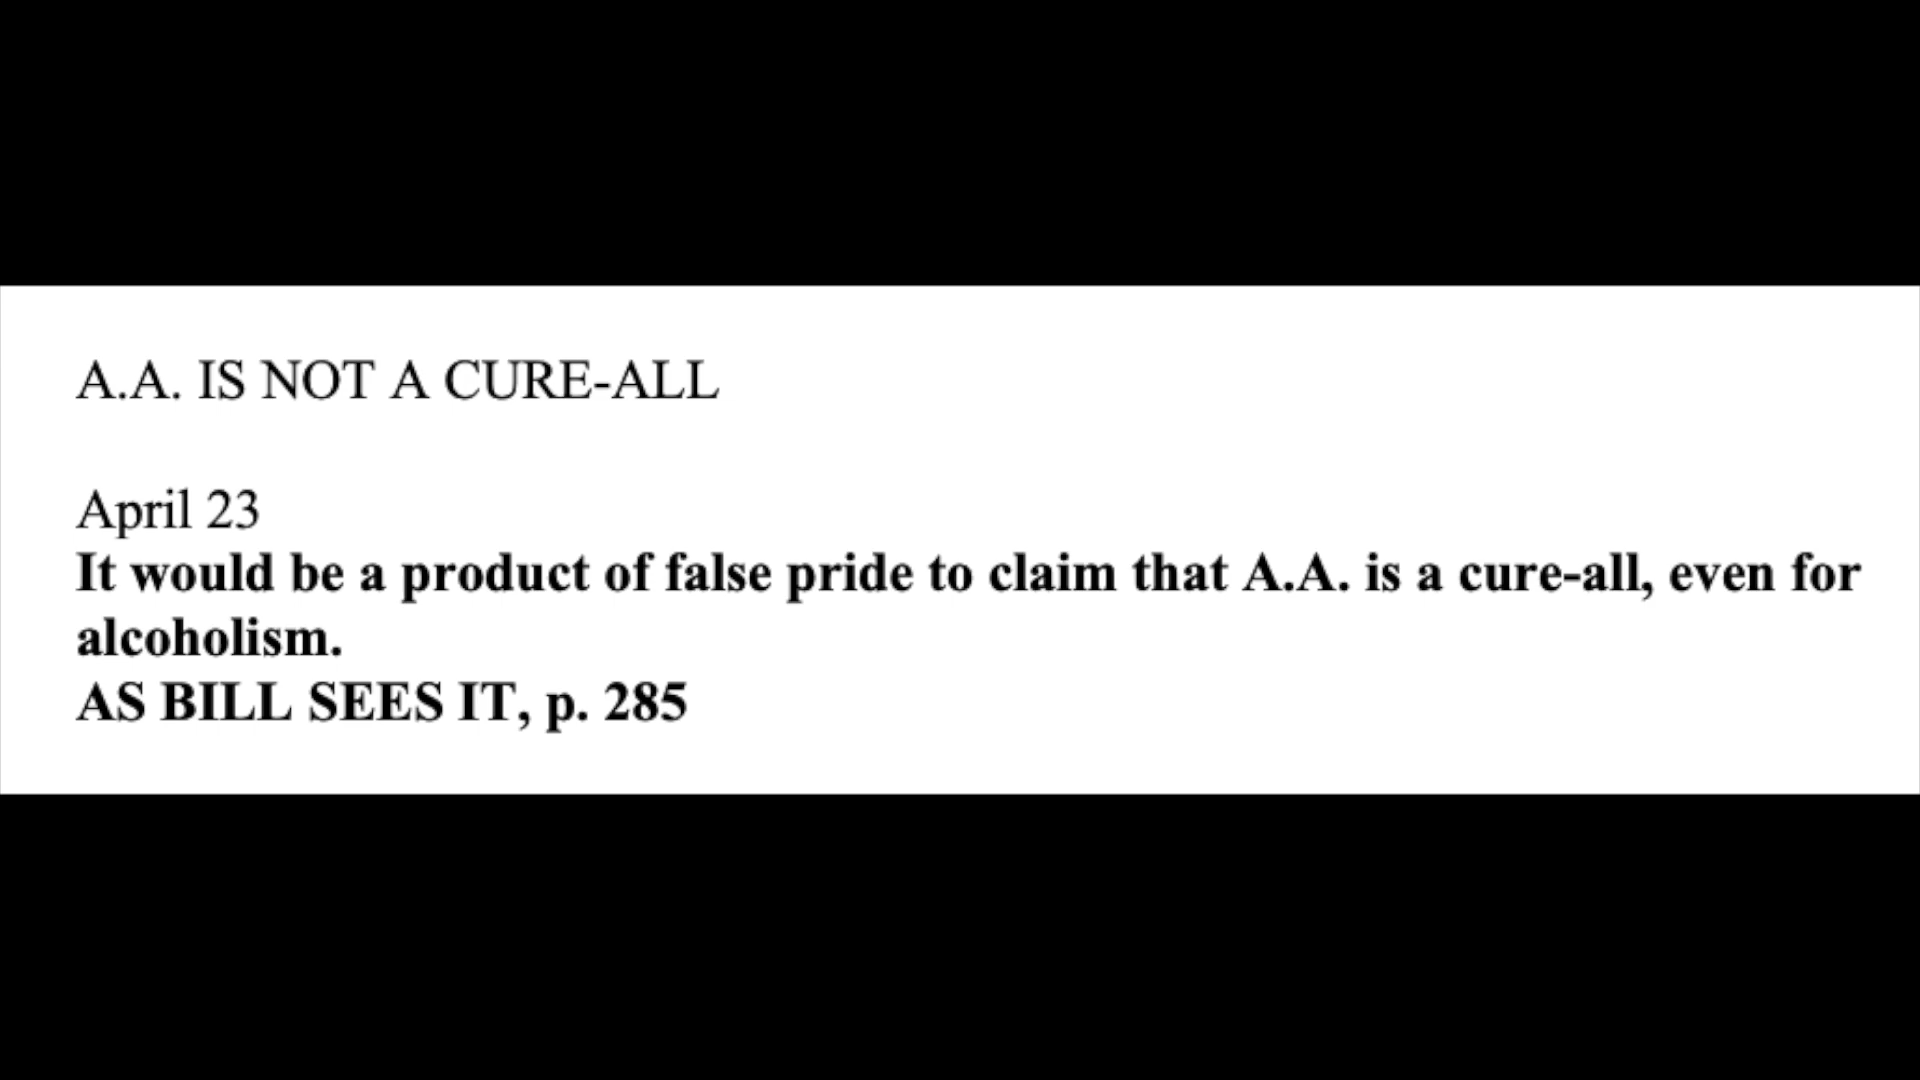 A.A. IS NOT A CURE-ALL
April 23
It would be a product of false pride to claim that A.A. is a cure-all, even for
alcoholism.
AS BILL SEES IT, p. 285